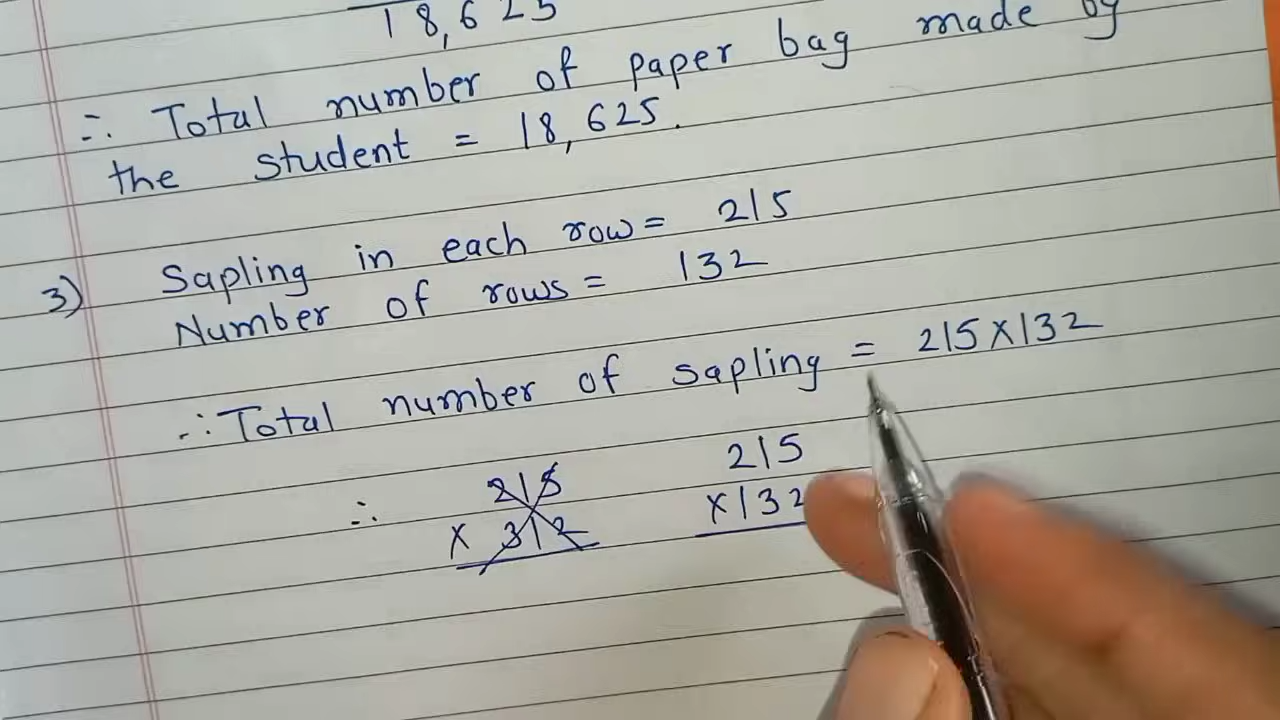 18,625
∴ Total number of paper bag made by
the student = 18,625.
3) Sapling in each row = 215
Number of rows = 132
∴ Total number of sapling = 215 x 132
∴ 215 215
x 312 x 132